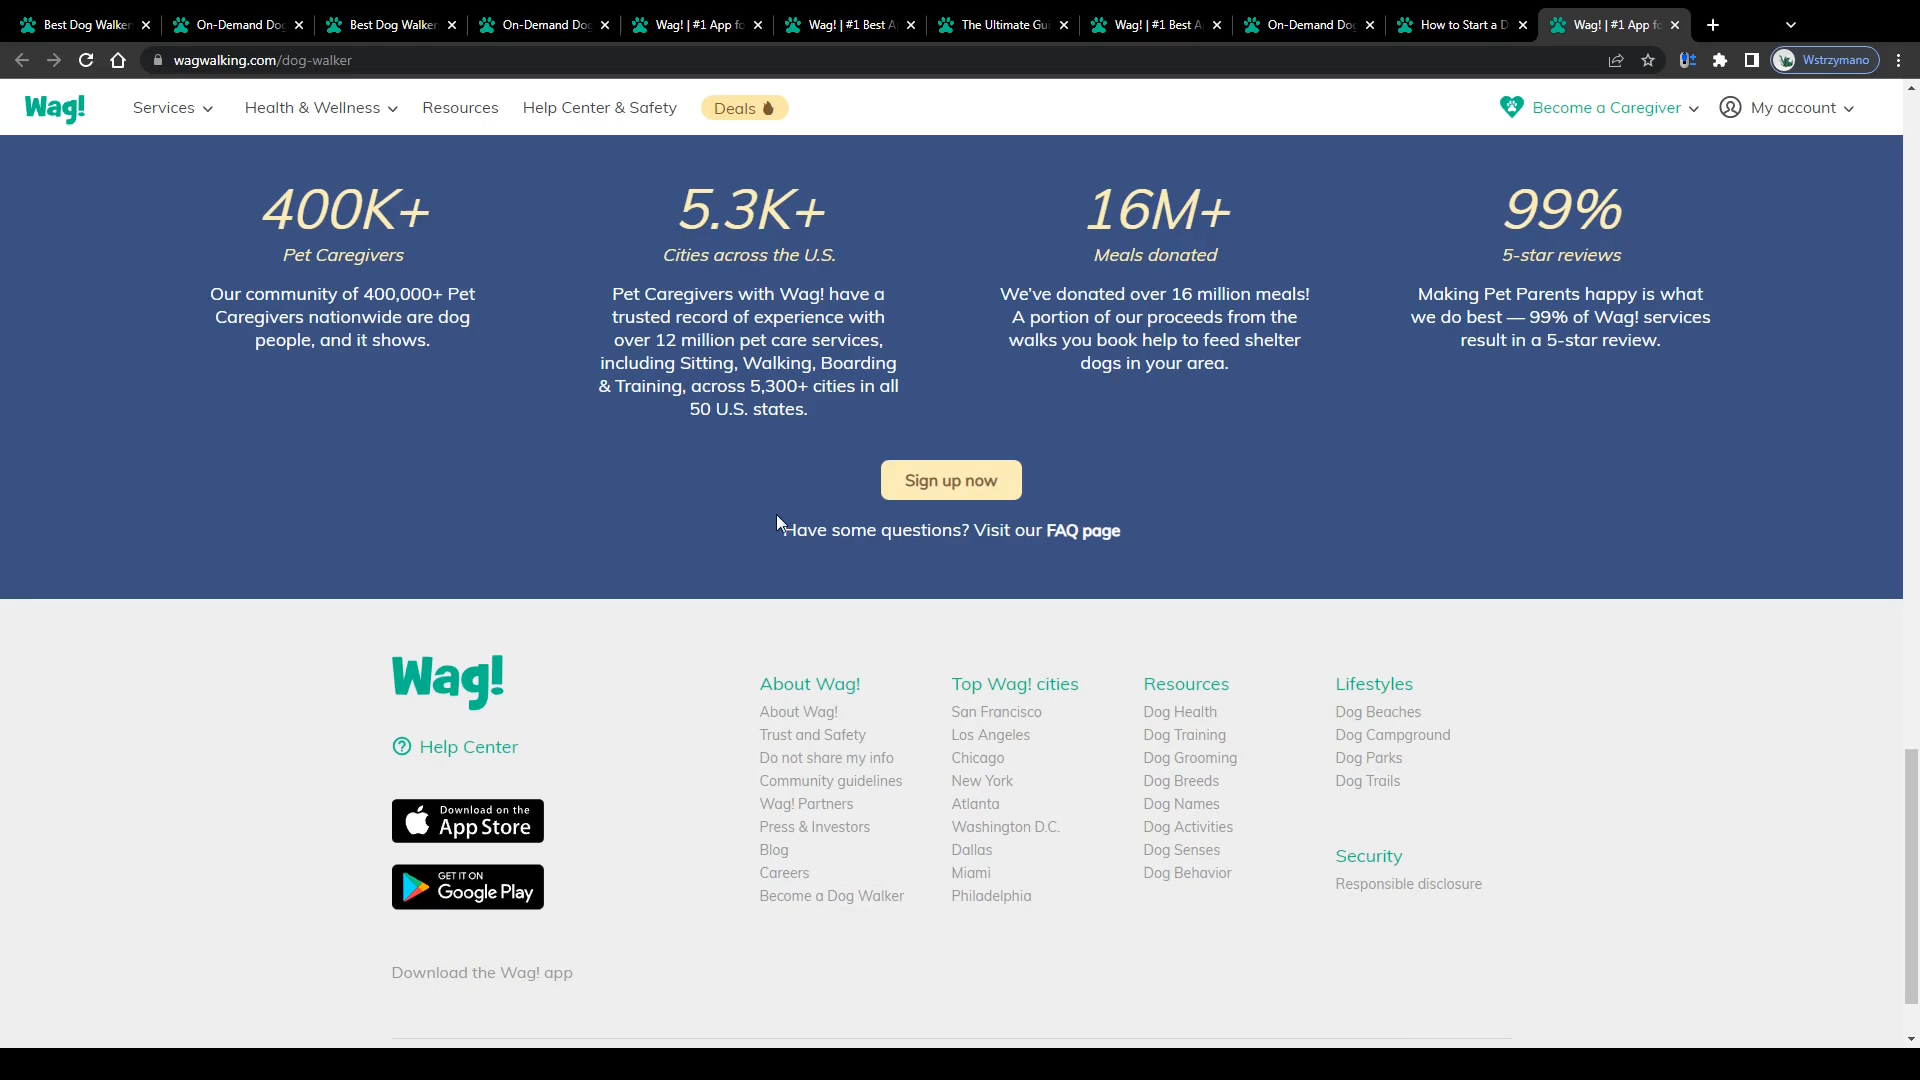 Best Dog Walker
On-Demand Do
Best Dog Walker
On-Demand Do
Wag! | #1 App fo
Wag! | #1 Best A
The Ultimate Gu
Wag! | #1 Best A
On-Demand Do
How to Start a D
Wag! | #1 App fo
wagwalking.com/dog-walker
Wstrzymano
Wag!
Services
Health & Wellness
Resources
Help Center & Safety
Deals
Become a Caregiver
My account
400K+
Pet Caregivers
Our community of 400,000+ Pet
Caregivers nationwide are dog
people, and it shows.
5.3K+
Cities across the U.S.
Pet Caregivers with Wag! have a
trusted record of experience with
over 12 million pet care services,
including Sitting, Walking, Boarding
& Training, across 5,300+ cities in all
50 U.S. states.
16M+
Meals donated
We've donated over 16 million meals!
A portion of our proceeds from the
walks you book help to feed shelter
dogs in your area.
99%
5-star reviews
Making Pet Parents happy is what
we do best — 99% of Wag! services
result in a 5-star review.
Sign up now
Have some questions? Visit our FAQ page
Wag!
Help Center
Download on the
App Store
GET IT ON
Google Play
Download the Wag! app
About Wag!
About Wag!
Trust and Safety
Do not share my info
Community guidelines
Wag! Partners
Press & Investors
Blog
Careers
Become a Dog Walker
Top Wag! cities
San Francisco
Los Angeles
Chicago
New York
Atlanta
Washington D.C.
Dallas
Miami
Philadelphia
Resources
Dog Health
Dog Training
Dog Grooming
Dog Breeds
Dog Names
Dog Activities
Dog Senses
Dog Behavior
Lifestyles
Dog Beaches
Dog Campground
Dog Parks
Dog Trails
Security
Responsible disclosure